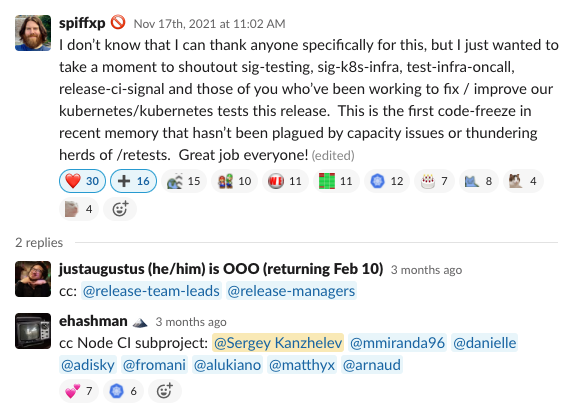 spiffxp Nov 17th, 2021 at 11:02 AM
I don't know that I can thank anyone specifically for this, but I just wanted to
take a moment to shoutout sig-testing, sig-k8s-infra, test-infra-oncall,
release-ci-signal and those of you who've been working to fix / improve our
kubernetes/kubernetes tests this release.  This is the first code-freeze in
recent memory that hasn't been plagued by capacity issues or thundering
herds of /retests.  Great job everyone! (edited)
30 16 15 10 11 11 12 7 8 4
4
2 replies
justaugustus (he/him) is OOO (returning Feb 10) 3 months ago
cc: @release-team-leads @release-managers
ehashman 3 months ago
cc Node CI subproject: @Sergey Kanzhelev @mmiranda96 @danielle
@adisky @fromani @alukiano @matthyx @arnaud
7 6